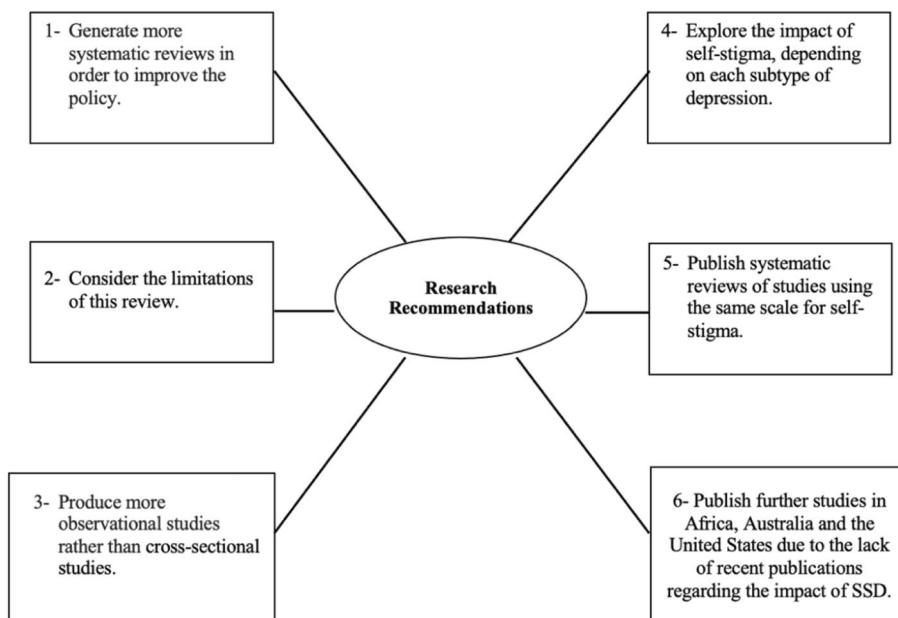 1- Generate more
systematic reviews in
order to improve the
policy.
2- Consider the limitations
of this review.
3- Produce more
observational studies
rather than cross-sectional
studies.
Research
Recommendations
4- Explore the impact of
self-stigma, depending
on each subtype of
depression.
5- Publish systematic
reviews of studies using
the same scale for self-
stigma.
6- Publish further studies in
Africa, Australia and the
United States due to the lack
of recent publications
regarding the impact of SSD.